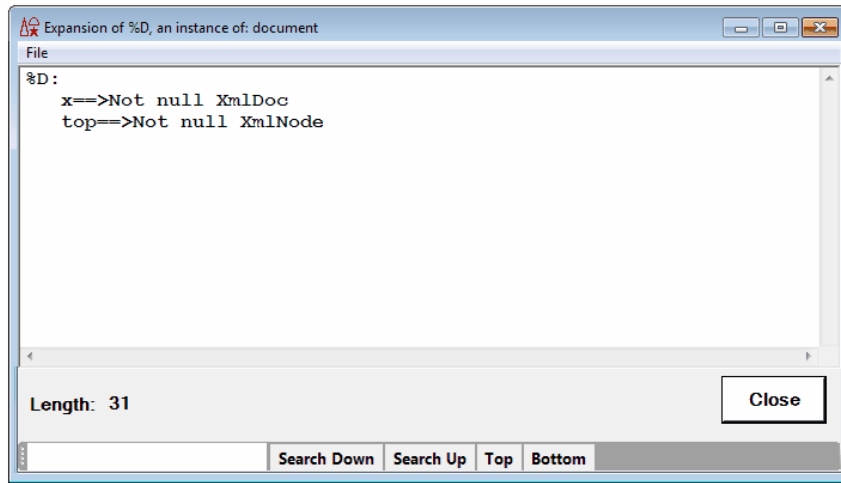 Expansion of %D, an instance of: document
File
%D:
x==>Not null XmlDoc
top==>Not null XmlNode
Length: 31
Close
Search Down Search Up Top Bottom